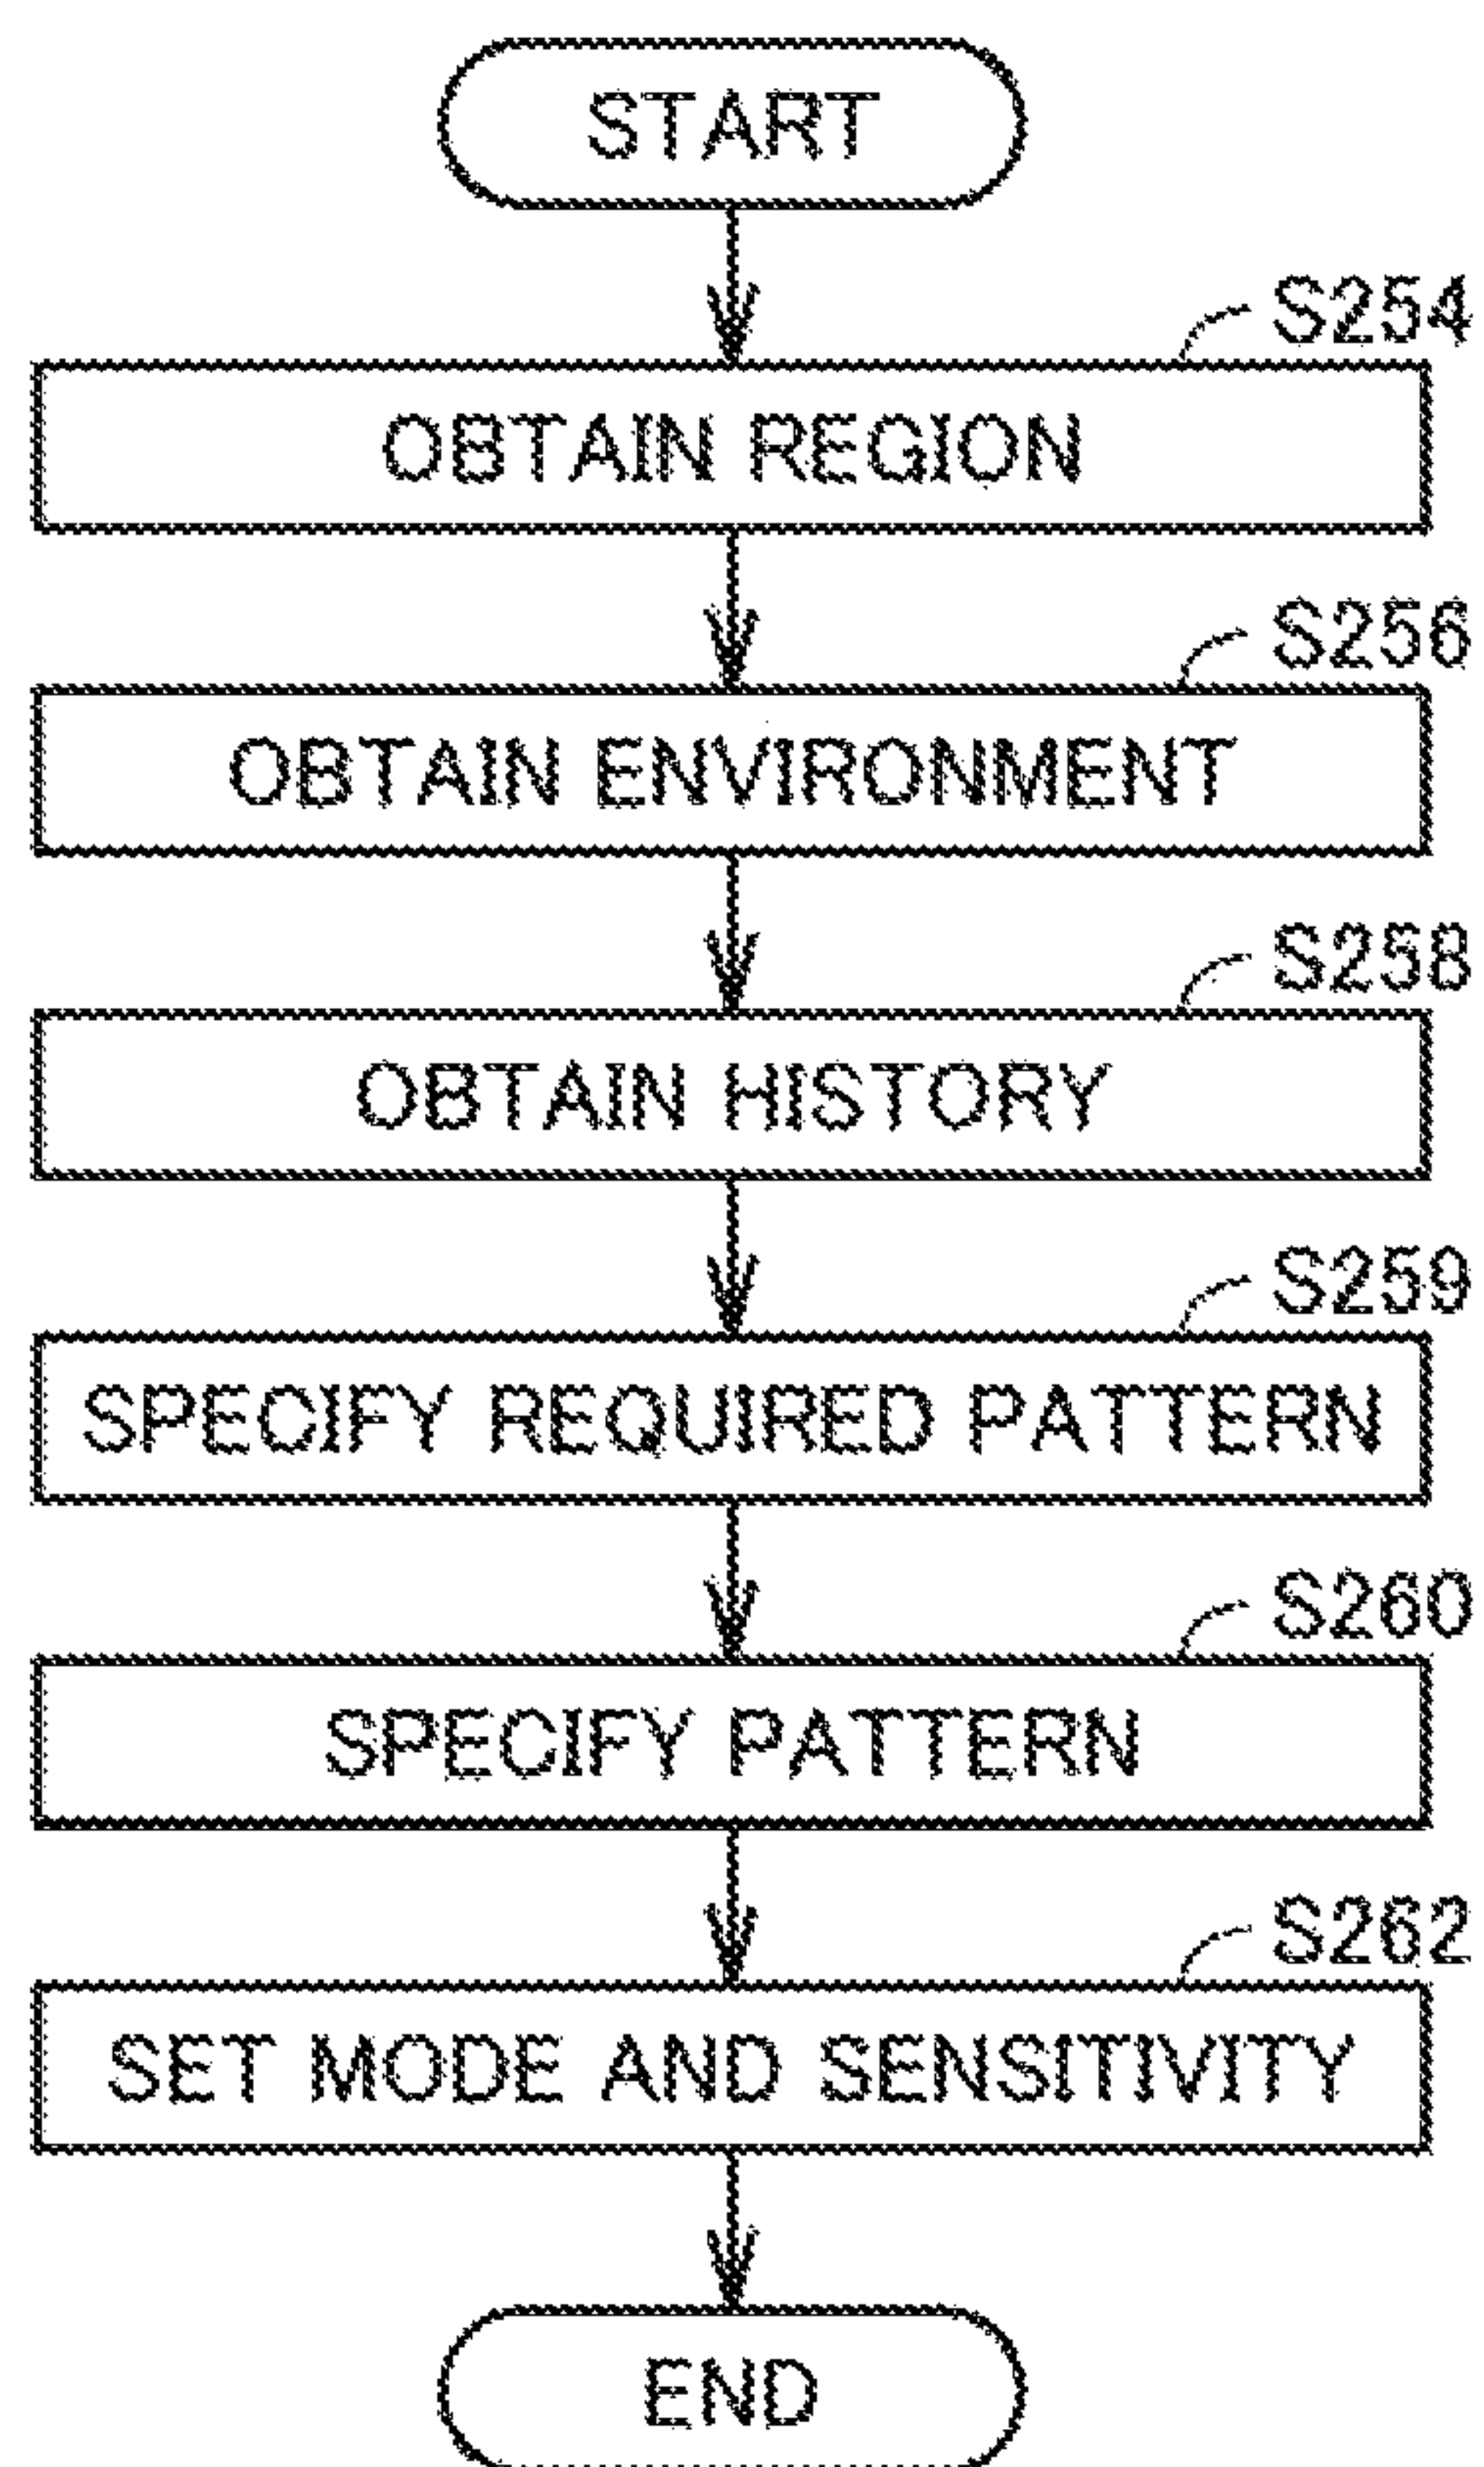 START
S254
OBTAIN REGION
S256
OBTAIN ENVIRONMENT
S258
OBTAIN HISTORY
S259
SPECIFY REQUIRED PATTERN
S260
SPECIFY PATTERN
S262
SET MODE AND SENSITIVITY
END